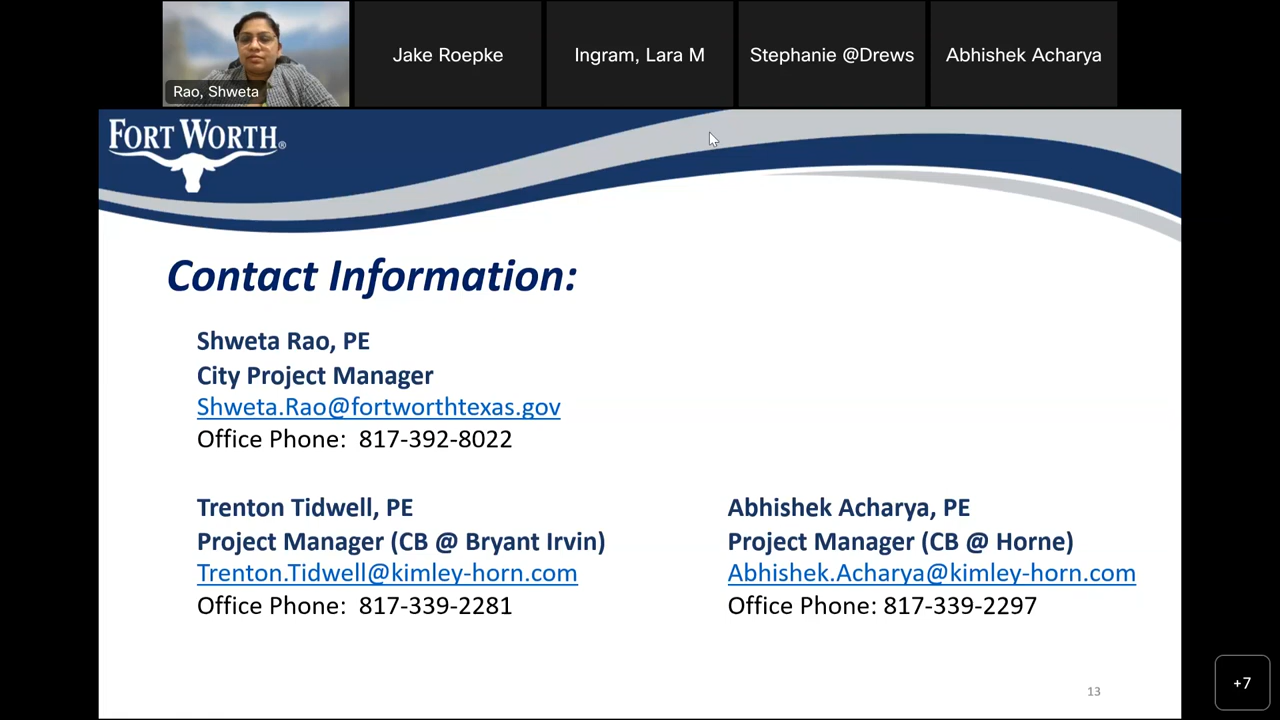 Rao, Shweta
Jake Roepke
Ingram, Lara M
Stephanie @Drews
Abhishek Acharya
FORT WORTH®
Contact Information:
Shweta Rao, PE
City Project Manager
Shweta.Rao@fortworthtexas.gov
Office Phone:  817-392-8022
Trenton Tidwell, PE
Project Manager (CB @ Bryant Irvin)
Trenton.Tidwell@kimley-horn.com
Office Phone:  817-339-2281
Abhishek Acharya, PE
Project Manager (CB @ Horne)
Abhishek.Acharya@kimley-horn.com
Office Phone: 817-339-2297
13
+7